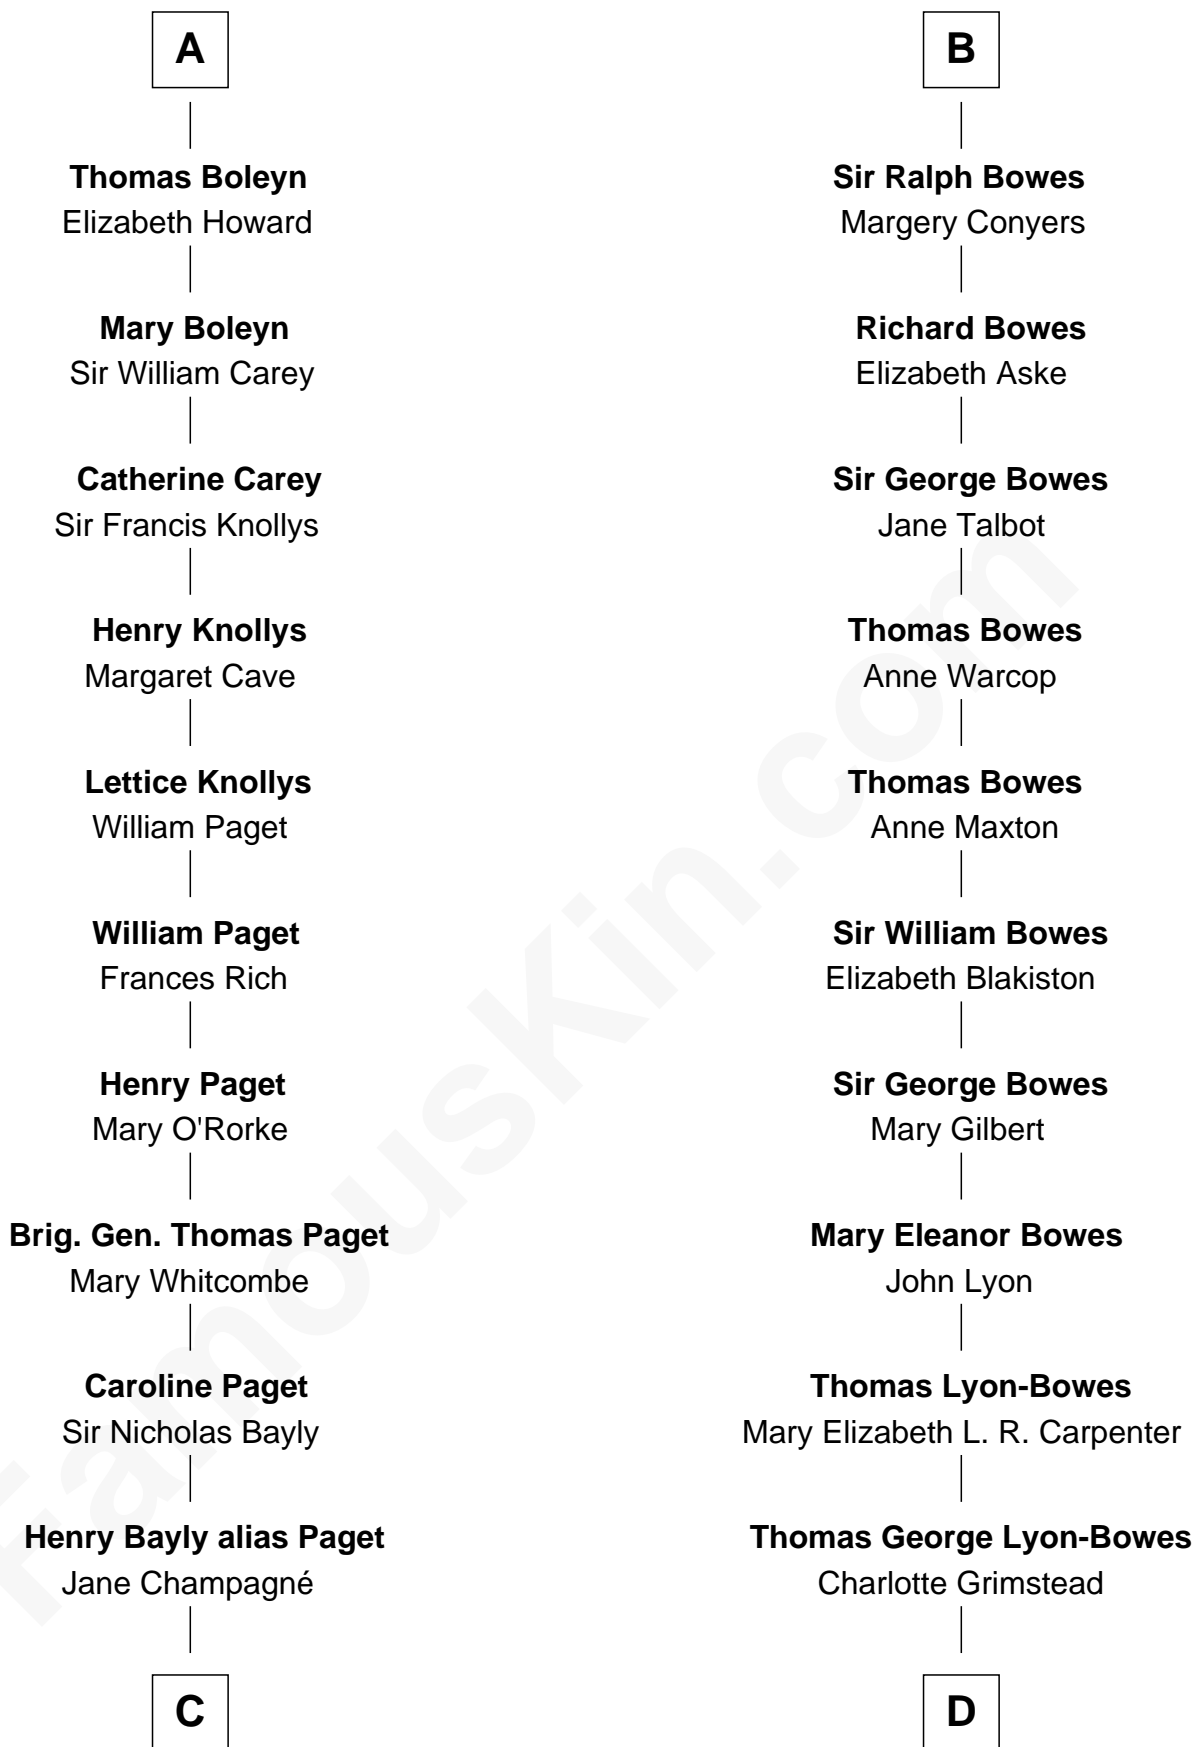 A
Thomas Boleyn
Elizabeth Howard
Mary Boleyn
Sir William Carey
Catherine Carey
Sir Francis Knollys
Henry Knollys
Margaret Cave
Lettice Knollys
William Paget
William Paget
Frances Rich
Henry Paget
Mary O'Rorke
Brig. Gen. Thomas Paget
Mary Whitcombe
Caroline Paget
Sir Nicholas Bayly
Henry Bayly alias Paget
Jane Champagné
C
B
Sir Ralph Bowes
Margery Conyers
Richard Bowes
Elizabeth Aske
Sir George Bowes
Jane Talbot
Thomas Bowes
Anne Warcop
Thomas Bowes
Anne Maxton
Sir William Bowes
Elizabeth Blakiston
Sir George Bowes
Mary Gilbert
Mary Eleanor Bowes
John Lyon
Thomas Lyon-Bowes
Mary Elizabeth L. R. Carpenter
Thomas George Lyon-Bowes
Charlotte Grimstead
D
FamousKin.com